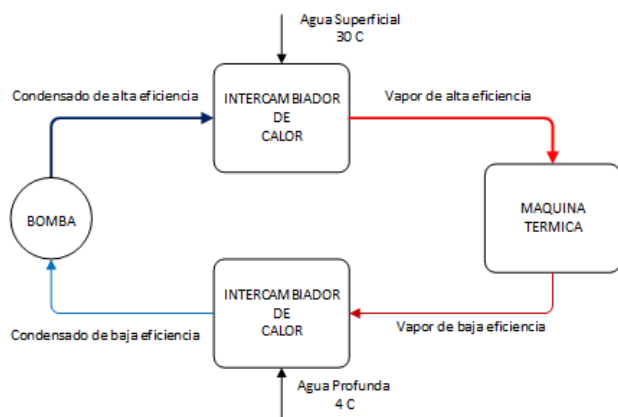 Agua Superficial
30 C
Condensado de alta eficiencia
INTERCAMBIADOR
DE
CALOR
Vapor de alta eficiencia
BOMBA
MAQUINA
TERMICA
INTERCAMBIADOR
DE
CALOR
Condensado de baja eficiencia
Vapor de baja eficiencia
Agua Profunda
4 C